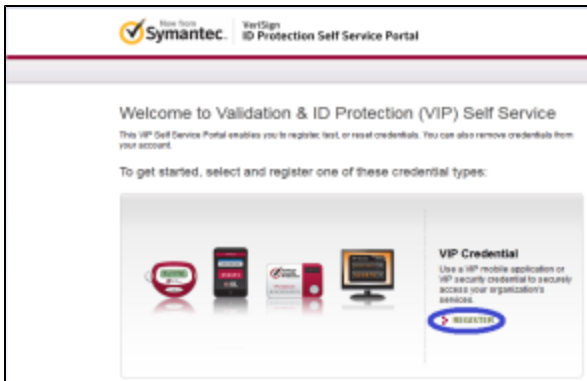 Now from
Symantec.
VeriSign
ID Protection Self Service Portal
Welcome to Validation & ID Protection (VIP) Self Service
This VIP Self Service Portal enables you to register, test, or reset credentials. You can also remove credentials from
your account.
To get started, select and register one of these credential types:
VIP Credential
Use a VIP mobile application or
VIP security credential to securely
access your organization's
services.
REGISTER